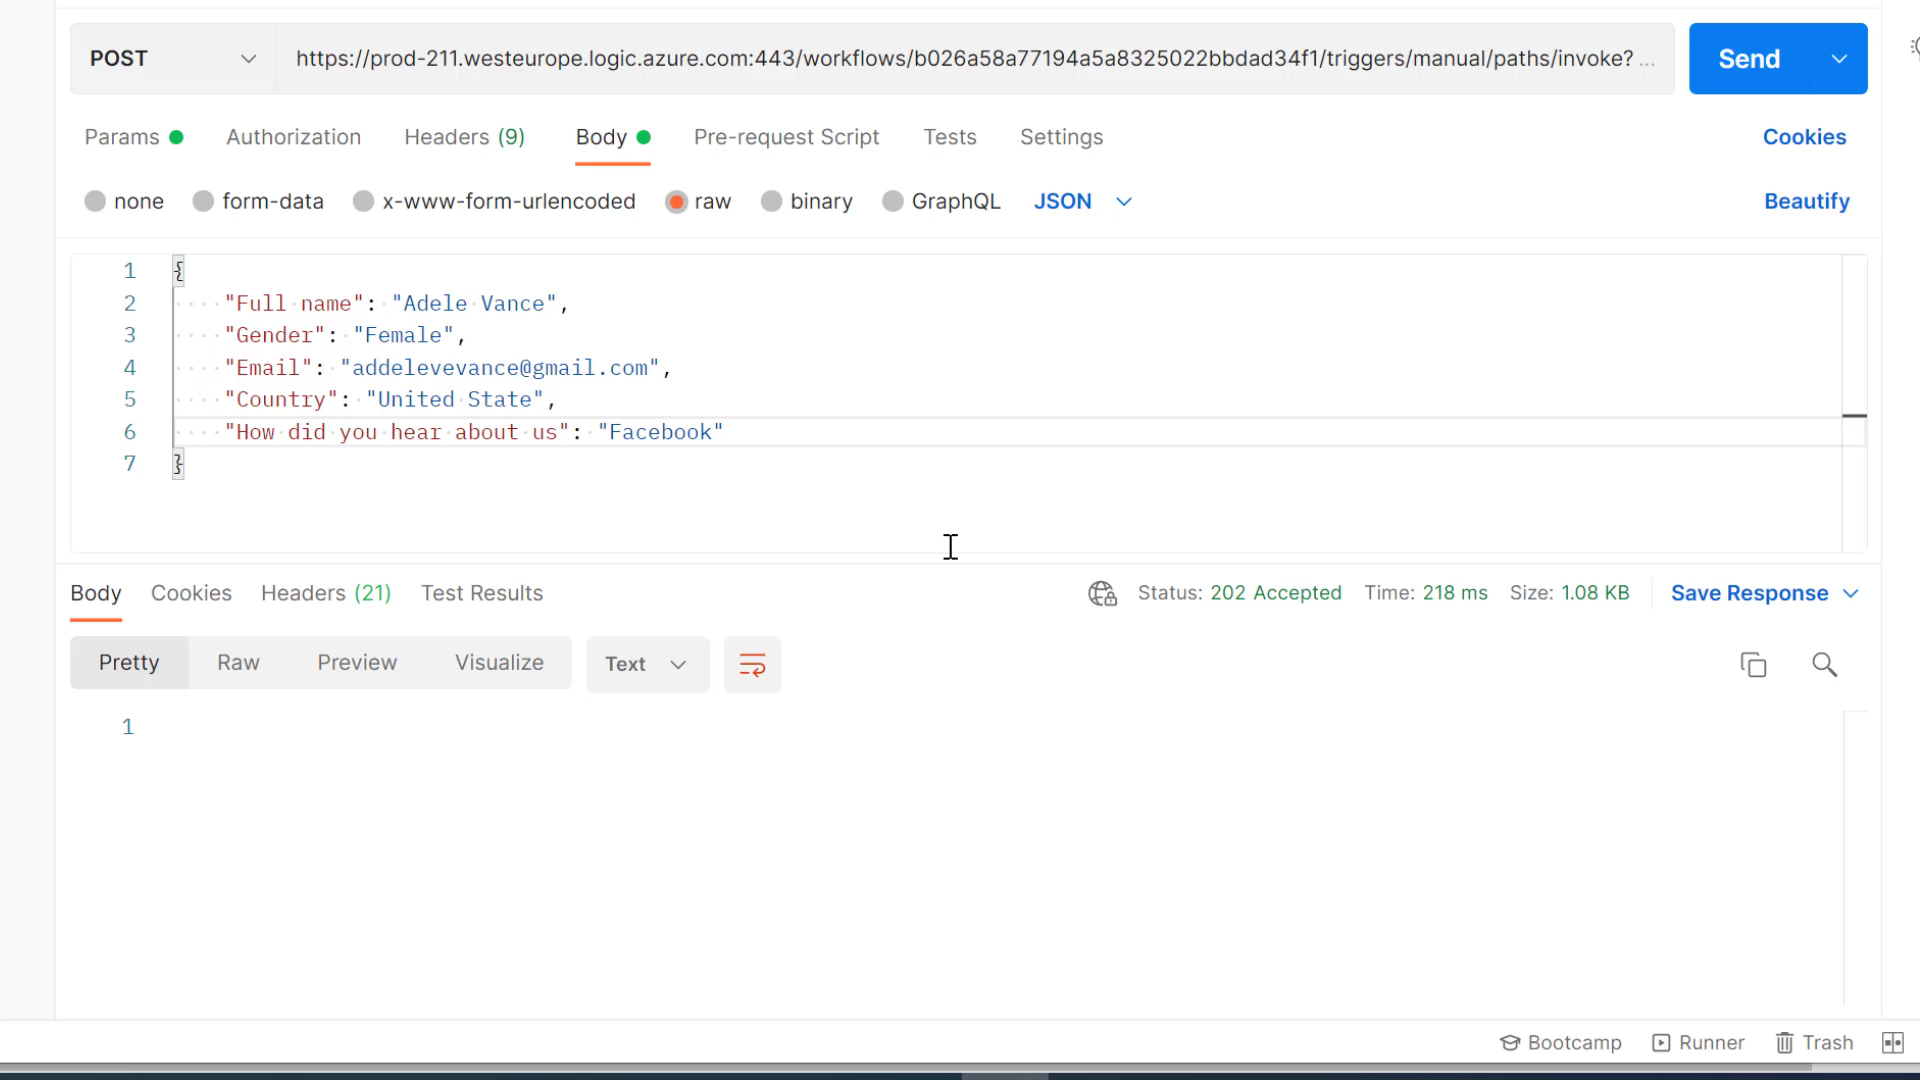 POST https://prod-211.westeurope.logic.azure.com:443/workflows/b026a58a77194a5a8325022bbdad34f1/triggers/manual/paths/invoke? ... Send
Params Authorization Headers (9) Body Pre-request Script Tests Settings Cookies
none form-data x-www-form-urlencoded raw binary GraphQL JSON Beautify
1 {
2 "Full name": "Adele Vance",
3 "Gender": "Female",
4 "Email": "addelevevance@gmail.com",
5 "Country": "United State",
6 "How did you hear about us": "Facebook"
7 }
Body Cookies Headers (21) Test Results Status: 202 Accepted Time: 218 ms Size: 1.08 KB Save Response
Pretty Raw Preview Visualize Text
1
Bootcamp Runner Trash